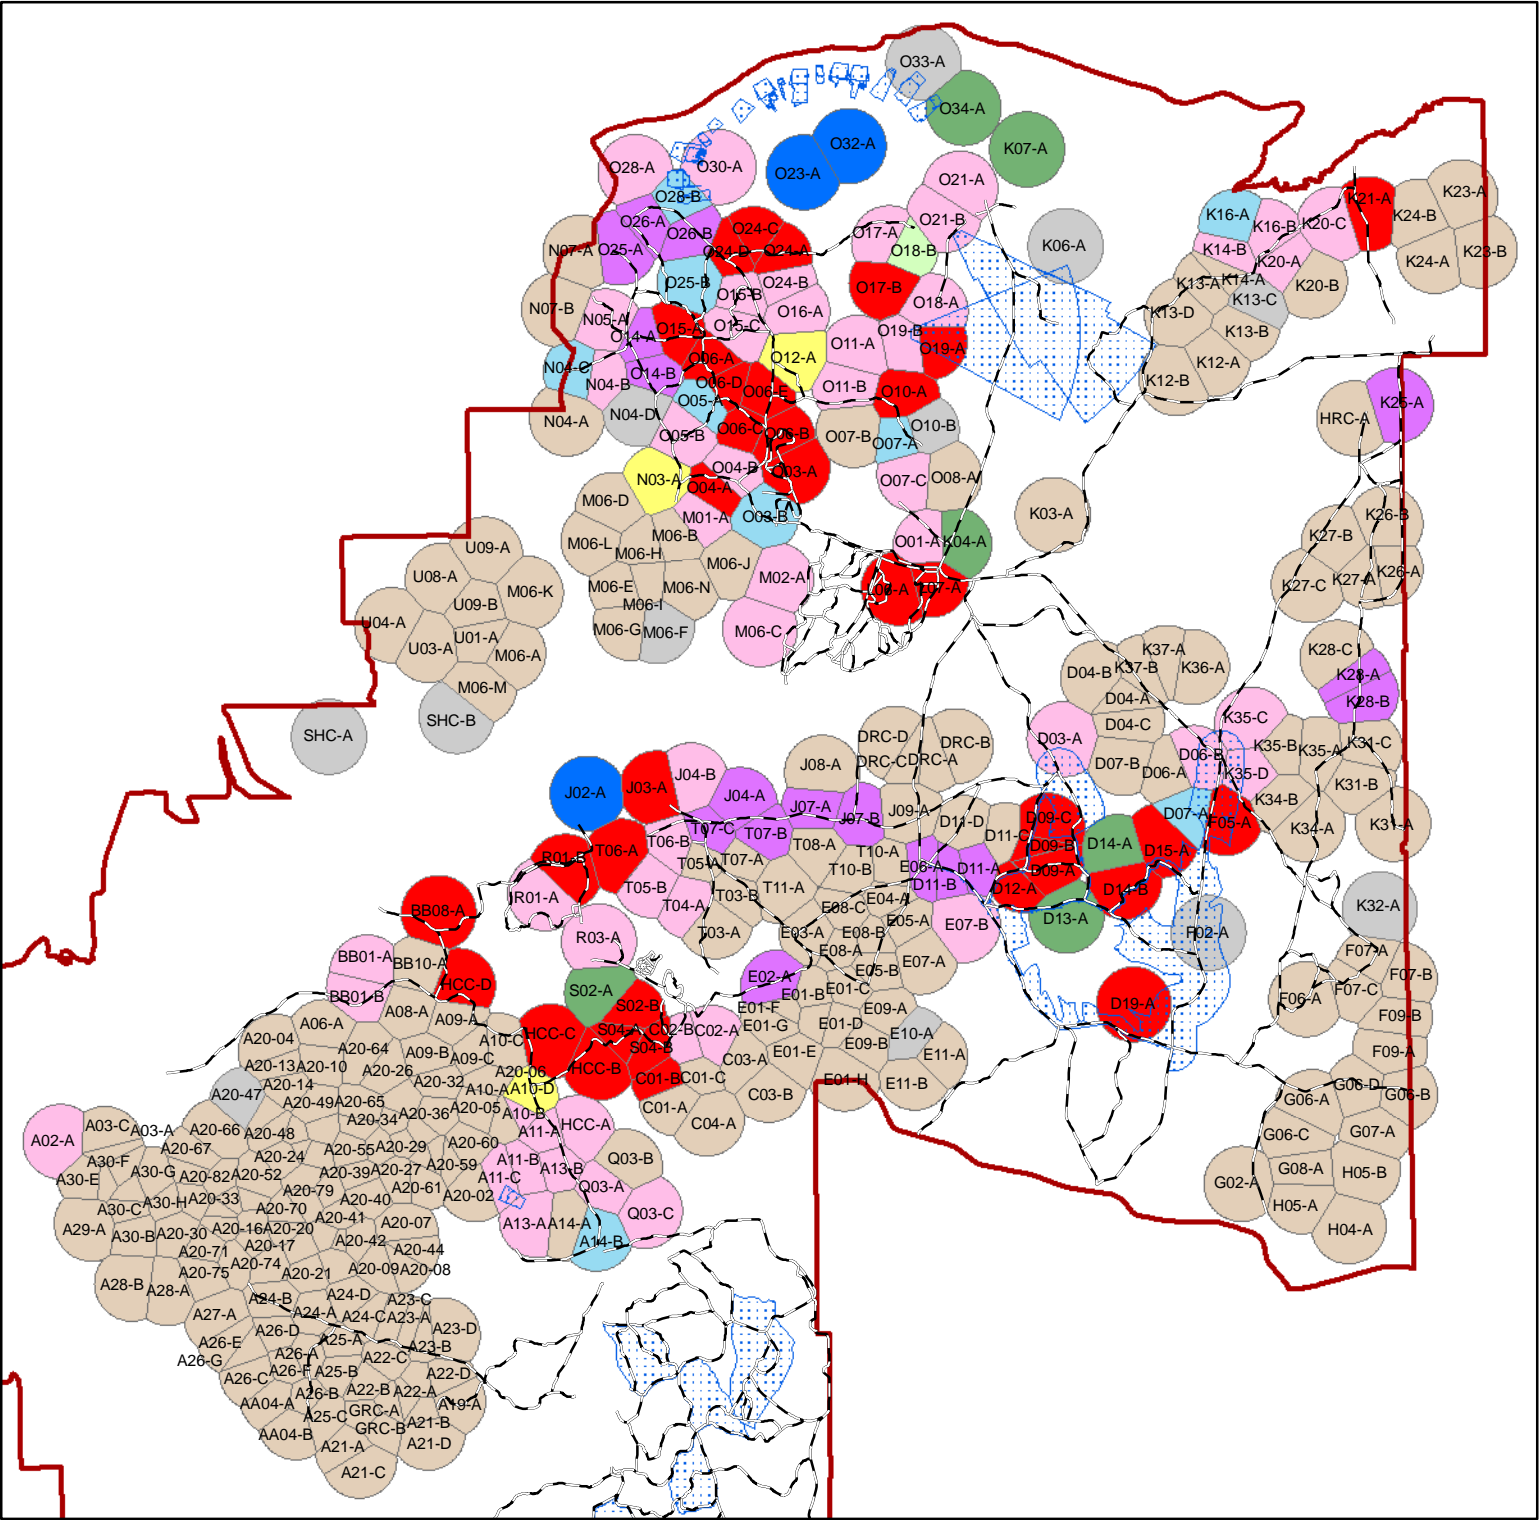 O33-A
O34-A
O32-A
O23-A
K07-A
O28-A
O30-A
O28-B
O21-A
K23-A
K21-A
K16-A
K24-B
O26-A
O26-B
O24-C
O21-B
K16-B
K20-C
N07-A
O25-A
O24-D
O24-A
O17-A
O18-B
K06-A
K14-B
K20-A
K24-A
K23-B
O25-B
O24-B
O15-B
O17-B
O18-A
K13-A
K14-A
K13-C
K20-B
N07-B
N05-A
O16-A
O15-A
O15-C
O14-A
O19-B
K13-D
K13-B
O12-A
O11-A
O19-A
O06-A
K12-A
N04-C
O14-B
N04-B
O06-D
O06-E
O11-B
O10-A
K12-B
O05-A
K25-A
N04-A
N04-D
HRC-A
O05-B
O06-C
O06-B
O07-B
O07-A
O10-B
O04-B
O03-A
N03-A
O04-A
O07-C
O08-A
M06-D
M01-A
O03-B
K03-A
K26-B
M06-L
M06-H
M06-B
O01-A
K04-A
K27-B
U09-A
M06-J
U08-A
M06-K
M06-E
M06-N
M02-A
L07-A
K27-C
K27-A
K26-A
U09-B
M06-I
U04-A
M06-G
M06-F
M06-C
U01-A
U03-A
M06-A
K37-A
K37-B
K36-A
K28-C
D04-B
K28-A
M06-M
D04-A
K28-B
SHC-B
D04-C
K35-C
SHC-A
DRC-D
DRC-B
D03-A
D06-B
K35-B
K35-A
K31-C
DRC-C
DRC-A
D07-B
D06-A
K35-D
J08-A
J04-B
K31-B
J02-A
J03-A
J04-A
J07-A
J07-B
J09-A
K34-B
D09-C
D07-A
F05-A
D11-D
D11-C
K34-A
K31-A
T07-C
T07-B
T06-B
T08-A
D09-B
D14-A
D15-A
R01-B
T06-A
T05-A
T07-A
T10-A
T10-B
E06-A
D11-A
D09-A
D11-B
D12-A
D14-B
R01-A
T05-B
T03-B
T11-A
E04-A
T04-A
E08-C
E05-A
D13-A
K32-A
BB08-A
E07-B
R03-A
T03-A
E03-A
E08-B
F02-A
BB01-A
BB10-A
E08-A
E07-A
F07-A
E05-B
E02-A
F07-B
HCC-D
S02-A
E01-C
F07-C
BB01-B
E01-B
F06-A
S02-B
E01-F
E09-A
D19-A
A08-A
A09-A
F09-B
A06-A
HCC-C
S04-A
C02-B
C02-A
E01-G
E01-D
E10-A
A20-04
A10-C
S04-B
E09-B
A20-64
A09-B
A09-C
C03-A
E01-E
E11-A
F09-A
A20-13
A20-10
A20-26
A20-06
HCC-B
C01-B
C01-C
E01-H
E11-B
G06-D
A20-14
A20-32
A10-A
A10-D
C03-B
G06-A
G06-B
A20-47
A20-49
A20-65
A20-05
C01-A
A20-36
A10-B
A20-34
HCC-A
C04-A
A02-A
A03-C
A03-A
A20-66
A20-48
A11-A
G06-C
G07-A
A20-67
A20-55
A20-29
A20-60
A30-F
A20-24
A11-B
Q03-B
A30-G
A20-59
A13-B
G08-A
H05-B
A30-E
A20-82
A20-52
A20-39
A20-27
A11-C
G02-A
A20-79
A20-61
Q03-A
A30-H
A20-33
A20-40
A20-02
A30-C
A20-70
Q03-C
H05-A
A29-A
A20-16
A20-20
A20-41
A20-07
A13-A
A14-A
H04-A
A30-B
A20-30
A20-42
A14-B
A20-71
A20-17
A20-44
A20-74
A20-09
A20-08
A20-75
A20-21
A28-B
A28-A
A24-B
A24-D
A23-C
A27-A
A24-A
A24-C
A23-A
A26-D
A25-A
A23-D
A26-E
A23-B
A26-G
A26-A
A22-C
A26-C
A26-F
A25-B
A22-D
A26-B
A22-B
A22-A
AA04-A
A25-C
GRC-A
A19-A
GRC-B
A21-B
AA04-B
A21-A
A21-D
A21-C